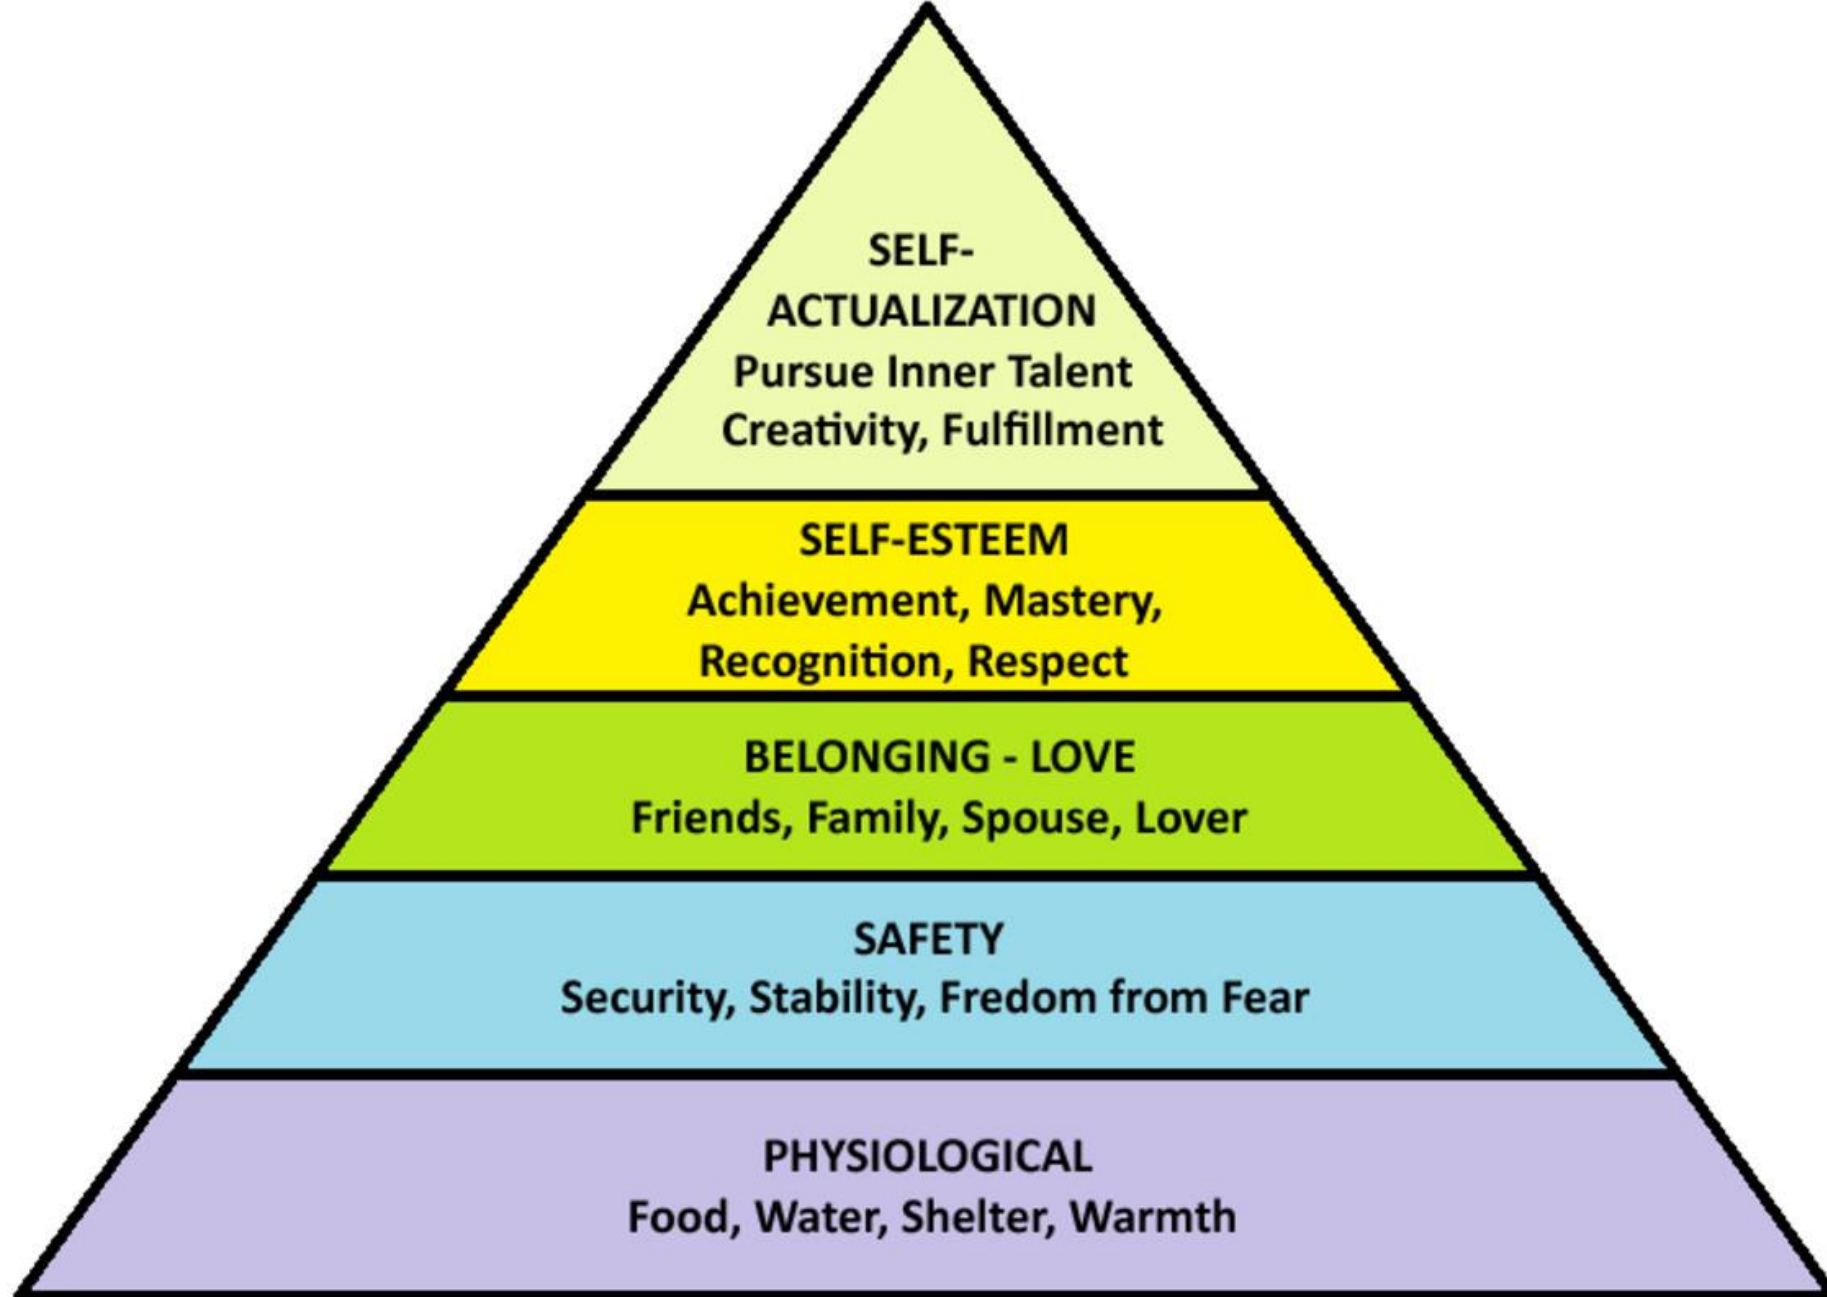 SELF-
ACTUALIZATION
Pursue Inner Talent
Creativity, Fulfillment
SELF-ESTEEM
Achievement, Mastery,
Recognition, Respect
BELONGING - LOVE
Friends, Family, Spouse, Lover
SAFETY
Security, Stability, Fredom from Fear
PHYSIOLOGICAL
Food, Water, Shelter, Warmth